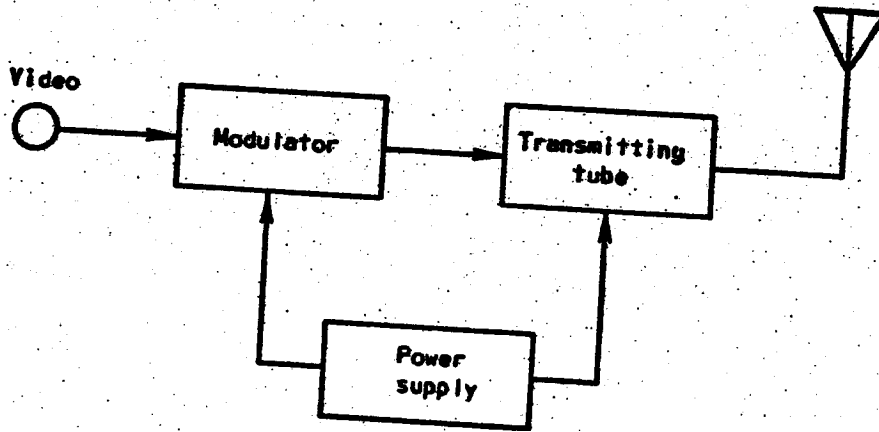 Video
Modulator
Transmitting
tube
Power
supply